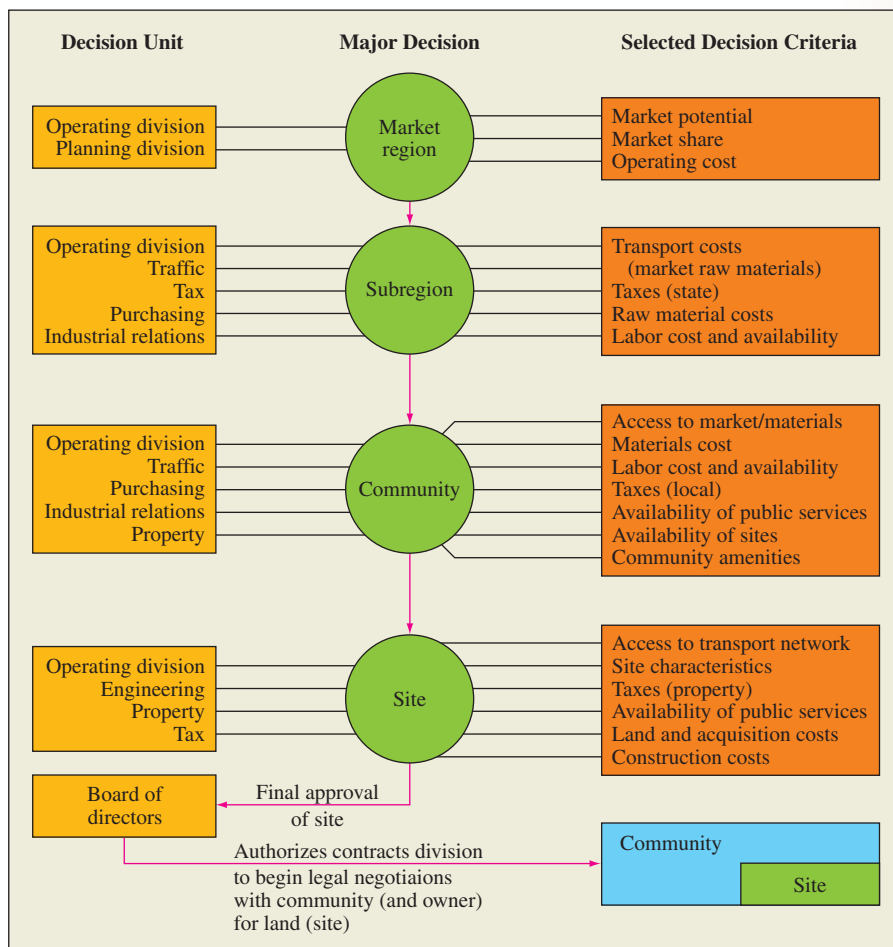 Decision Unit
Major Decision
Selected Decision Criteria
Operating division
Planning division
Market
region
Market potential
Market share
Operating cost
Operating division
Traffic
Tax
Purchasing
Industrial relations
Subregion
Transport costs
(market raw materials)
Taxes (state)
Raw material costs
Labor cost and availability
Operating division
Traffic
Purchasing
Industrial relations
Property
Community
Access to market/materials
Materials cost
Labor cost and availability
Taxes (local)
Availability of public services
Availability of sites
Community amenities
Operating division
Engineering
Property
Tax
Site
Access to transport network
Site characteristics
Taxes (property)
Availability of public services
Land and acquisition costs
Construction costs
Board of
directors
Final approval
of site
Authorizes contracts division
to begin legal negotiaions
with community (and owner)
for land (site)
Community
Site